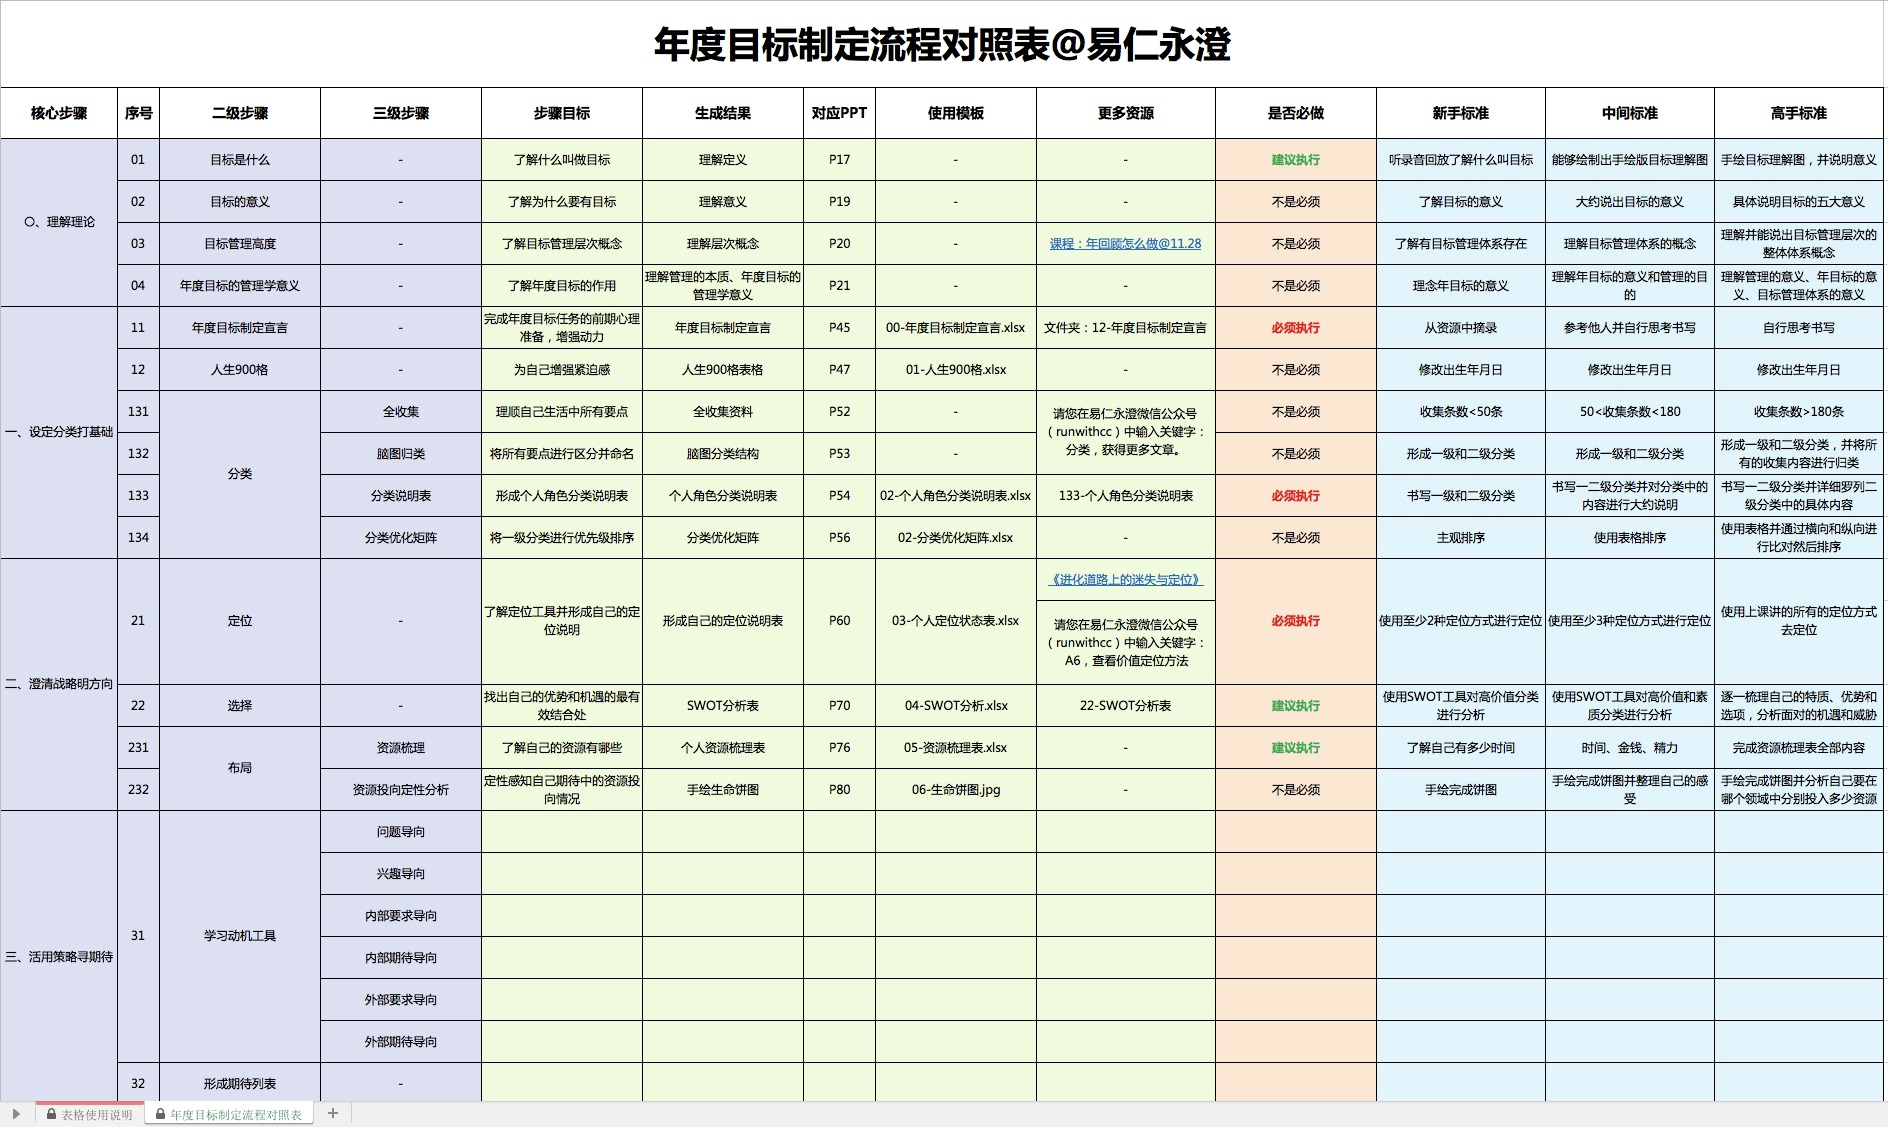 年度目标制定流程对照表@易仁永澄
核心步骤 序号 二级步骤 三级步骤 步骤目标 生成结果 对应PPT 使用模板 更多资源 是否必做 新手标准 中间标准 高手标准
〇、理解理论
01 目标是什么 - 了解什么叫做目标 理解定义 P17 - - 建议执行 听录音回放了解什么叫目标 能够绘制出手绘版目标理解图 手绘目标理解图，并说明意义
02 目标的意义 - 了解为什么要有目标 理解意义 P19 - - 不是必须 了解目标的意义 大约说出目标的意义 具体说明目标的五大意义
03 目标管理高度 - 了解目标管理层次概念 理解层次概念 P20 - 课程：年回顾怎么做@11.28 不是必须 了解有目标管理体系存在 理解目标管理体系的概念 理解并能说出目标管理层次的
整体体系概念
04 年度目标的管理学意义 - 了解年度目标的作用 理解管理的本质、年度目标的
管理学意义 P21 - - 不是必须 理念年目标的意义 理解年目标的意义和管理的目
的 理解管理的意义、年目标的意
义、目标管理体系的意义
一、设定分类打基础
11 年度目标制定宣言 - 完成年度目标任务的前期心理
准备，增强动力 年度目标制定宣言 P45 00-年度目标制定宣言.xlsx 文件夹：12-年度目标制定宣言 必须执行 从资源中摘录 参考他人并自行思考书写 自行思考书写
12 人生900格 - 为自己增强紧迫感 人生900格表格 P47 01-人生900格.xlsx - 不是必须 修改出生年月日 修改出生年月日 修改出生年月日
131 分类 全收集 理顺自己生活中所有要点 全收集资料 P52 - 请您在易仁永澄微信公众号
（runwithcc）中输入关键字：
分类，获得更多文章。 不是必须 收集条数<50条 50<收集条数<180 收集条数>180条
132 脑图归类 将所有要点进行区分并命名 脑图分类结构 P53 - 不是必须 形成一级和二级分类 形成一级和二级分类 形成一级和二级分类，并将所
有的收集内容进行归类
133 分类说明表 形成个人角色分类说明表 个人角色分类说明表 P54 02-个人角色分类说明表.xlsx 133-个人角色分类说明表 必须执行 书写一级和二级分类 书写一二级分类并对分类中的
内容进行大约说明 书写一二级分类并详细罗列二
级分类中的具体内容
134 分类优化矩阵 将一级分类进行优先级排序 分类优化矩阵 P56 02-分类优化矩阵.xlsx - 不是必须 主观排序 使用表格排序 使用表格并通过横向和纵向进
行比对然后排序
二、澄清战略明方向
21 定位 - 了解定位工具并形成自己的定
位说明 形成自己的定位说明表 P60 03-个人定位状态表.xlsx 《进化道路上的迷失与定位》
请您在易仁永澄微信公众号
（runwithcc）中输入关键字：
A6，查看价值定位方法 必须执行 使用至少2种定位方式进行定位 使用至少3种定位方式进行定位 使用上课讲的所有的定位方式
去定位
22 选择 - 找出自己的优势和机遇的最有
效结合处 SWOT分析表 P70 04-SWOT分析.xlsx 22-SWOT分析表 建议执行 使用SWOT工具对高价值分类
进行分析 使用SWOT工具对高价值和素
质分类进行分析 逐一梳理自己的特质、优势和
选项，分析面对的机遇和威胁
231 布局 资源梳理 了解自己的资源有哪些 个人资源梳理表 P76 05-资源梳理表.xlsx - 建议执行 了解自己有多少时间 时间、金钱、精力 完成资源梳理表全部内容
232 资源投向定性分析 定性感知自己期待中的资源投
向情况 手绘生命饼图 P80 06-生命饼图.jpg - 不是必须 手绘完成饼图 手绘完成饼图并整理自己的感
受 手绘完成饼图并分析自己要在
哪个领域中分别投入多少资源
三、活用策略寻期待
31 学习动机工具 问题导向
兴趣导向
内部要求导向
内部期待导向
外部要求导向
外部期待导向
32 形成期待列表 -
表格使用说明 年度目标制定流程对照表 +